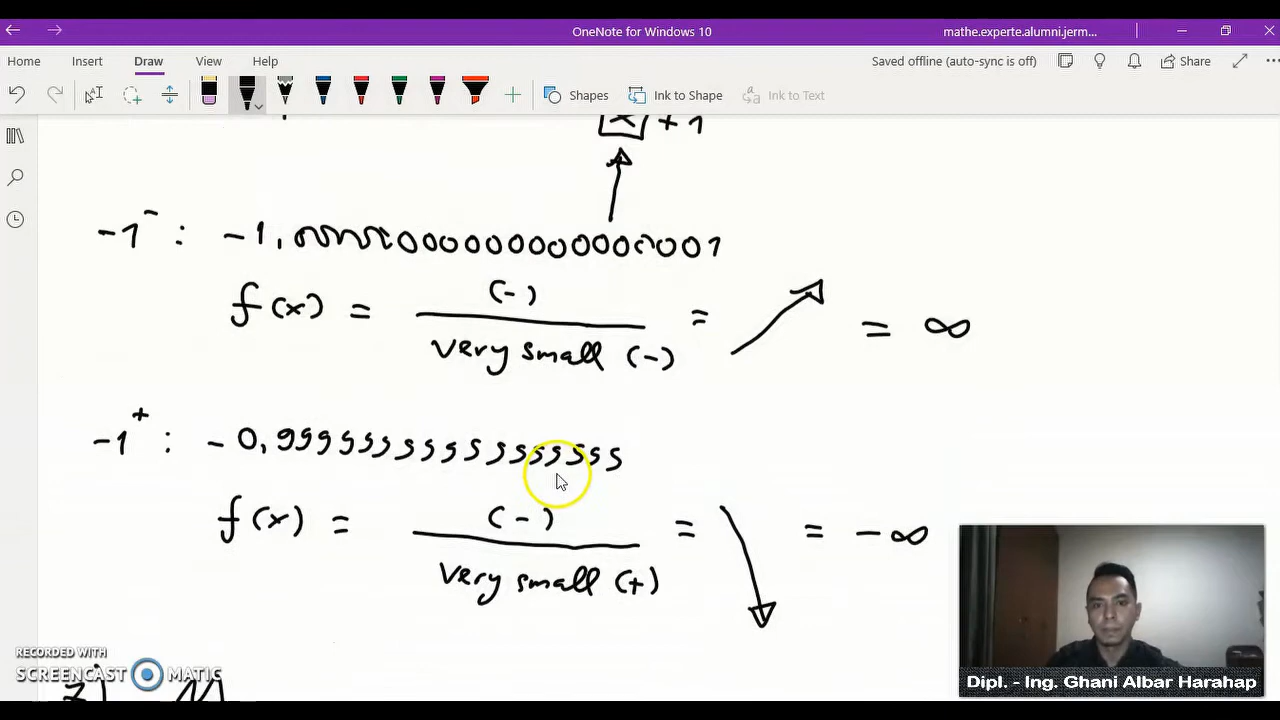 OneNote for Windows 10
mathe.experte.alumni.jerm...
Home Insert Draw View Help
Saved offline (auto-sync is off)
Share
Shapes
Ink to Shape
Ink to Text
x + 1
-1⁻ : -1,
f(x) = (-) / very small (-) = = ∞
-1⁺ : -0,
f(x) = (-) / very small (+) = = -∞
RECORDED WITH
SCREENCAST MATIC
Dipl. - Ing. Ghani Albar Harahap